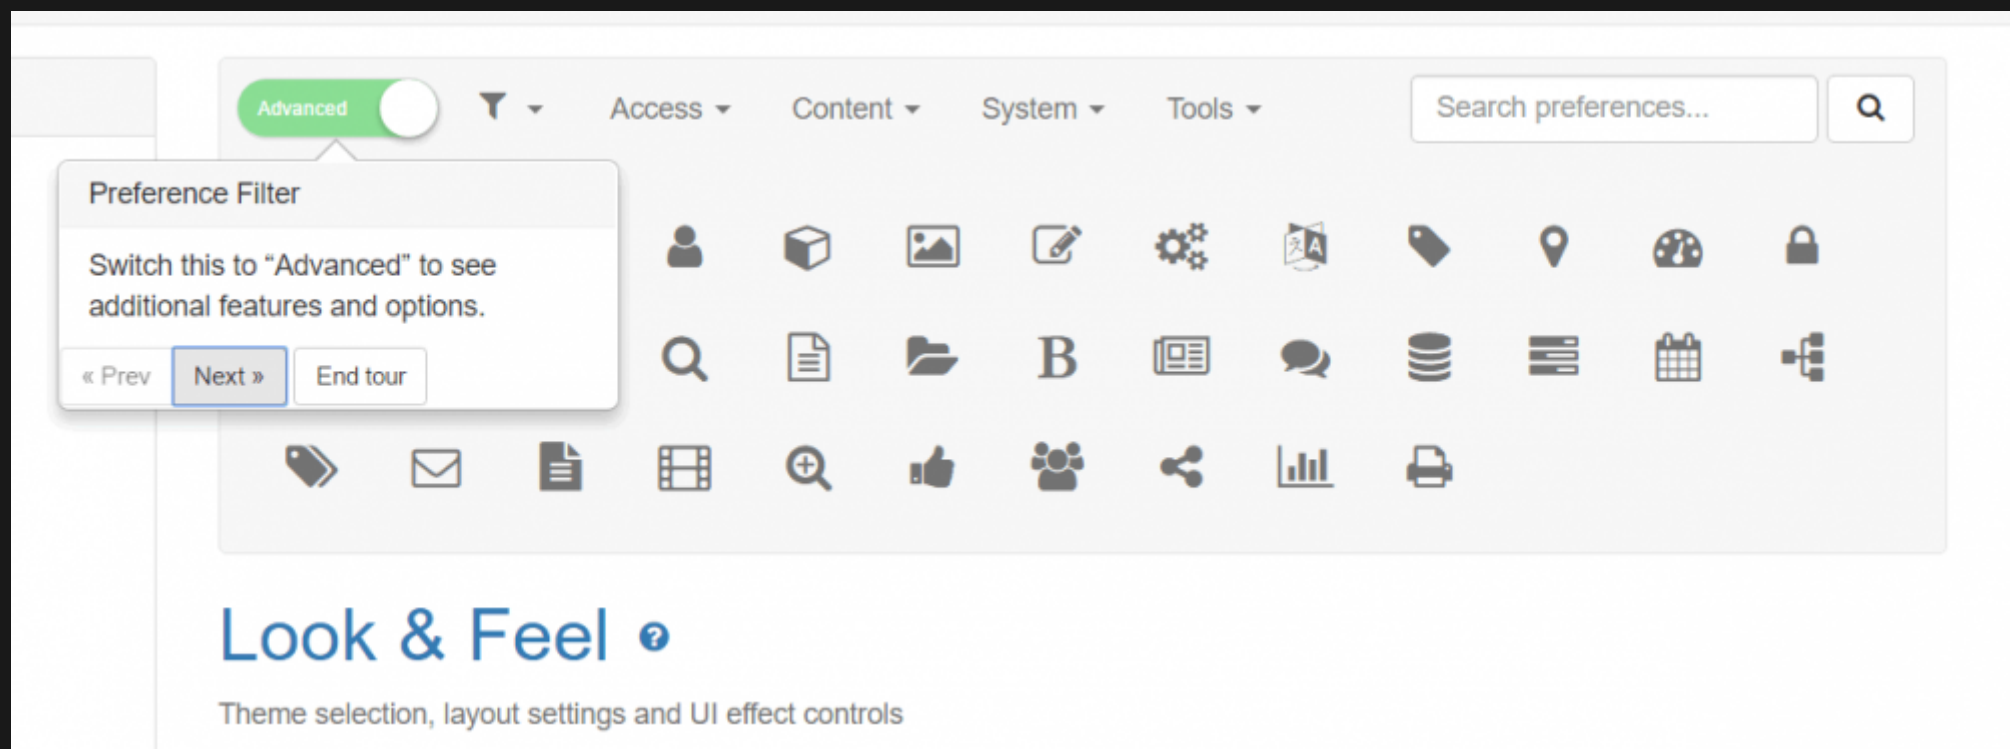 Advanced
Access
Content
System
Tools
Search preferences...
Preference Filter
Switch this to “Advanced” to see
additional features and options.
« Prev
Next »
End tour
Look & Feel
Theme selection, layout settings and UI effect controls